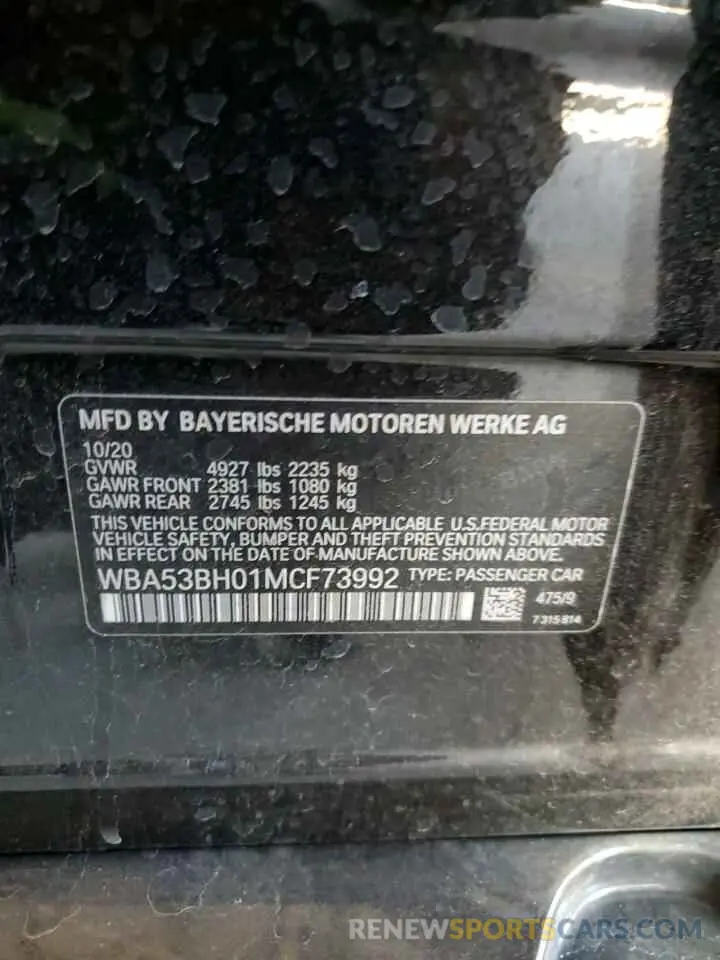 MFD BY BAYERISCHE MOTOREN WERKE AG
10/20
GVWR 4927 lbs 2235 kg
GAWR FRONT 2381 lbs 1080 kg
GAWR REAR 2745 lbs 1245 kg
THIS VEHICLE CONFORMS TO ALL APPLICABLE U.S.FEDERAL MOTOR
VEHICLE SAFETY, BUMPER AND THEFT PREVENTION STANDARDS
IN EFFECT ON THE DATE OF MANUFACTURE SHOWN ABOVE.
WBA53BH01MCF73992 TYPE: PASSENGER CAR
475/9
7 315 814
RENEWSPORTSCARS.COM